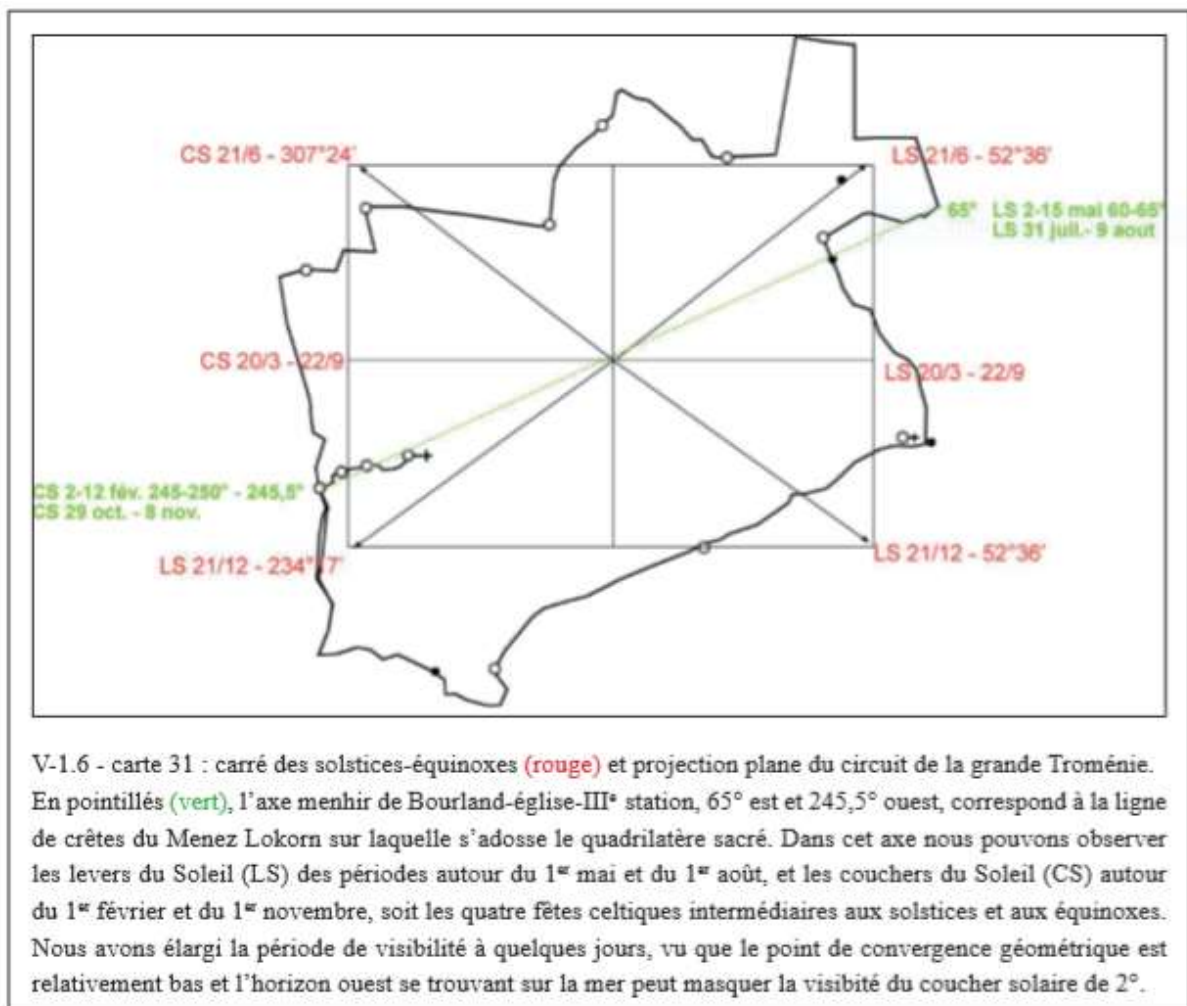 CS 21/6 - 307°24'
LS 21/6 - 52°36'
65° LS 2-15 mai 60-65°
LS 31 juil.- 9 aout
CS 20/3 - 22/9
LS 20/3 - 22/9
CS 2-12 fév. 245-250° - 245,5°
CS 29 oct. - 8 nov.
LS 21/12 - 234°17'
LS 21/12 - 52°36'
V-1.6 - carte 31 : carré des solstices-équinoxes (rouge) et projection plane du circuit de la grande Troménie.
En pointillés (vert), l'axe menhir de Bourland-église-IIIᵉ station, 65° est et 245,5° ouest, correspond à la ligne
de crêtes du Menez Lokorn sur laquelle s'adosse le quadrilatère sacré. Dans cet axe nous pouvons observer
les levers du Soleil (LS) des périodes autour du 1ᵉʳ mai et du 1ᵉʳ août, et les couchers du Soleil (CS) autour
du 1ᵉʳ février et du 1ᵉʳ novembre, soit les quatre fêtes celtiques intermédiaires aux solstices et aux équinoxes.
Nous avons élargi la période de visibilité à quelques jours, vu que le point de convergence géométrique est
relativement bas et l'horizon ouest se trouvant sur la mer peut masquer la visibité du coucher solaire de 2°.